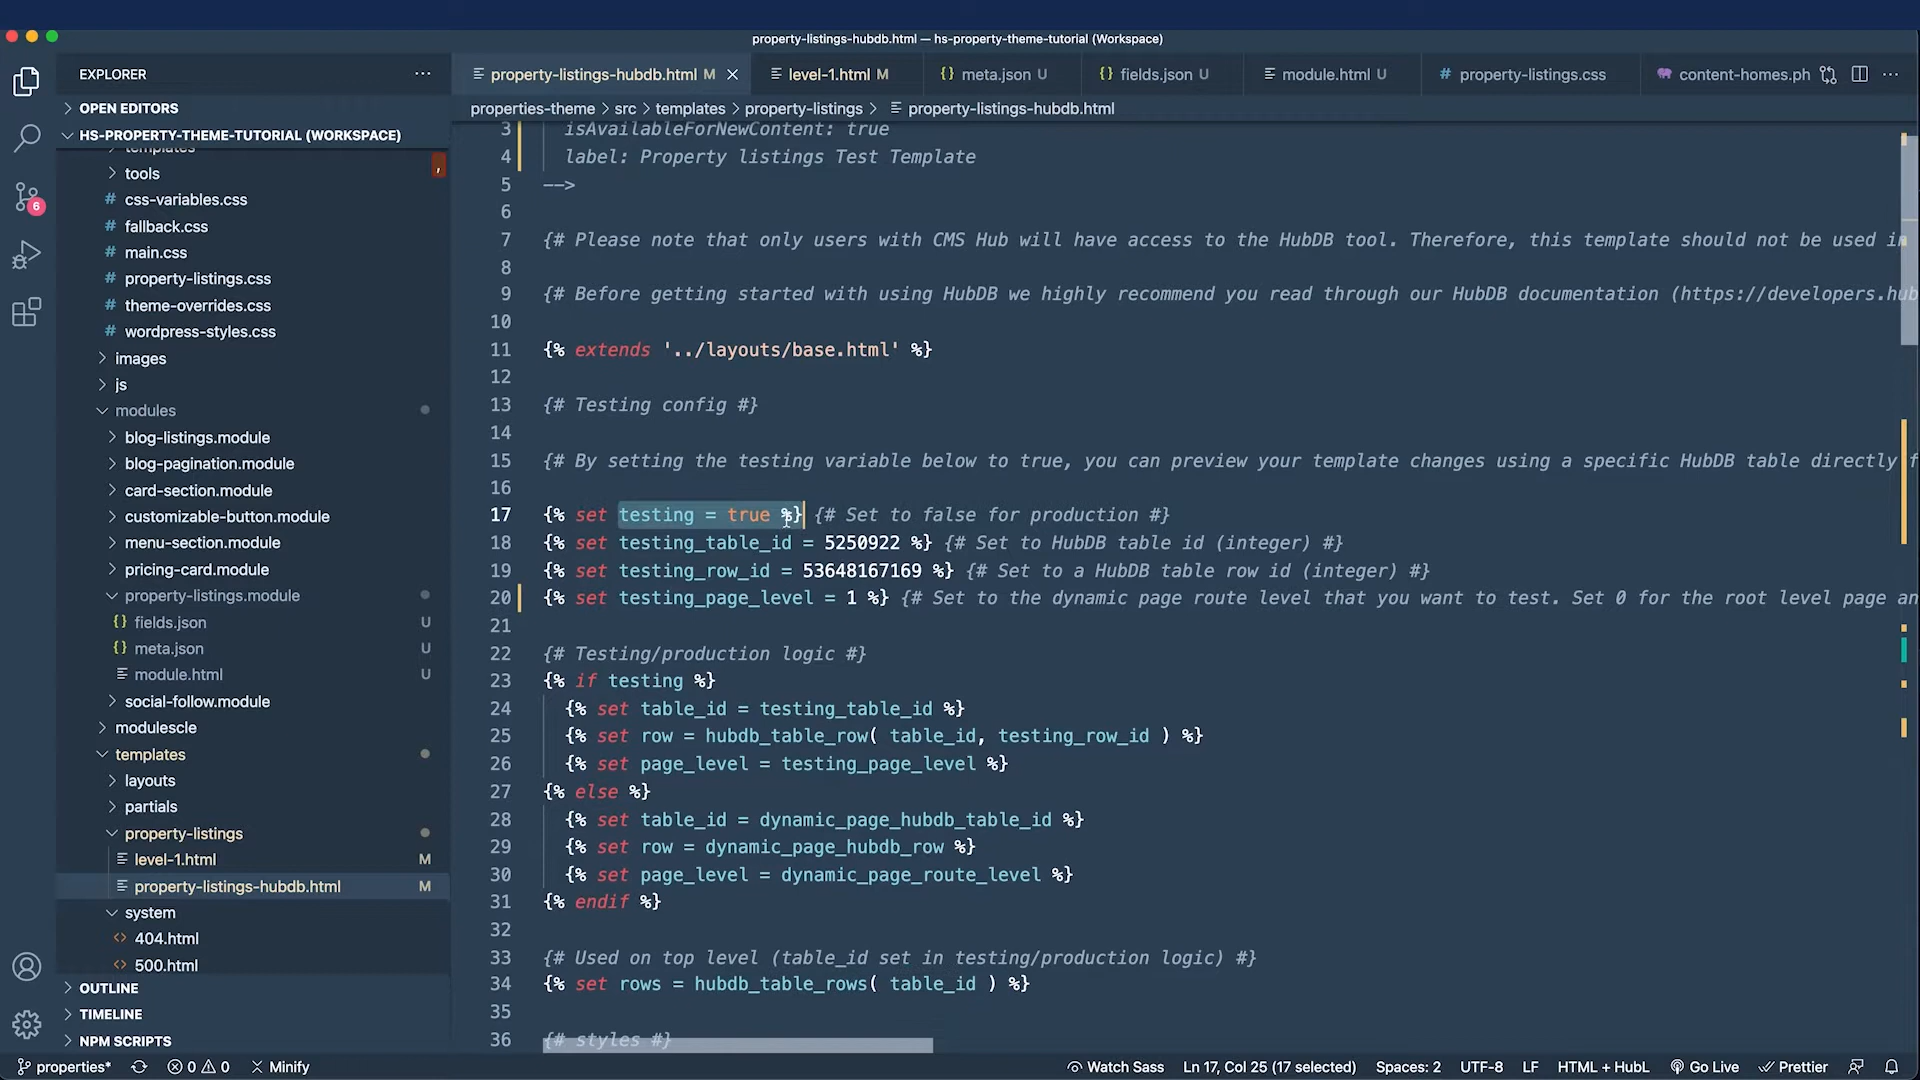 property-listings-hubdb.html — hs-property-theme-tutorial (Workspace)
EXPLORER
property-listings-hubdb.html M
level-1.html M
meta.json U
fields.json U
module.html U
property-listings.css
content-homes.ph
OPEN EDITORS
properties-theme > src > templates > property-listings > property-listings-hubdb.html
HS-PROPERTY-THEME-TUTORIAL (WORKSPACE)
templates
tools
css-variables.css
fallback.css
main.css
property-listings.css
theme-overrides.css
wordpress-styles.css
images
js
modules
blog-listings.module
blog-pagination.module
card-section.module
customizable-button.module
menu-section.module
pricing-card.module
property-listings.module
fields.json U
meta.json U
module.html U
social-follow.module
modulescle
templates
layouts
partials
property-listings
level-1.html M
property-listings-hubdb.html M
system
404.html
500.html
OUTLINE
TIMELINE
NPM SCRIPTS
6
3 isAvailableForNewContent: true
4 label: Property listings Test Template
5 -->
6
7 {# Please note that only users with CMS Hub will have access to the HubDB tool. Therefore, this template should not be used in
8
9 {# Before getting started with using HubDB we highly recommend you read through our HubDB documentation (https://developers.hub
10
11 {% extends '../layouts/base.html' %}
12
13 {# Testing config #}
14
15 {# By setting the testing variable below to true, you can preview your template changes using a specific HubDB table directly f
16
17 {% set testing = true %} {# Set to false for production #}
18 {% set testing_table_id = 5250922 %} {# Set to HubDB table id (integer) #}
19 {% set testing_row_id = 53648167169 %} {# Set to a HubDB table row id (integer) #}
20 {% set testing_page_level = 1 %} {# Set to the dynamic page route level that you want to test. Set 0 for the root level page an
21
22 {# Testing/production logic #}
23 {% if testing %}
24 {% set table_id = testing_table_id %}
25 {% set row = hubdb_table_row( table_id, testing_row_id ) %}
26 {% set page_level = testing_page_level %}
27 {% else %}
28 {% set table_id = dynamic_page_hubdb_table_id %}
29 {% set row = dynamic_page_hubdb_row %}
30 {% set page_level = dynamic_page_route_level %}
31 {% endif %}
32
33 {# Used on top level (table_id set in testing/production logic) #}
34 {% set rows = hubdb_table_rows( table_id ) %}
35
36 {# styles #}
properties* 0 0 Minify Watch Sass Ln 17, Col 25 (17 selected) Spaces: 2 UTF-8 LF HTML + HubL Go Live Prettier